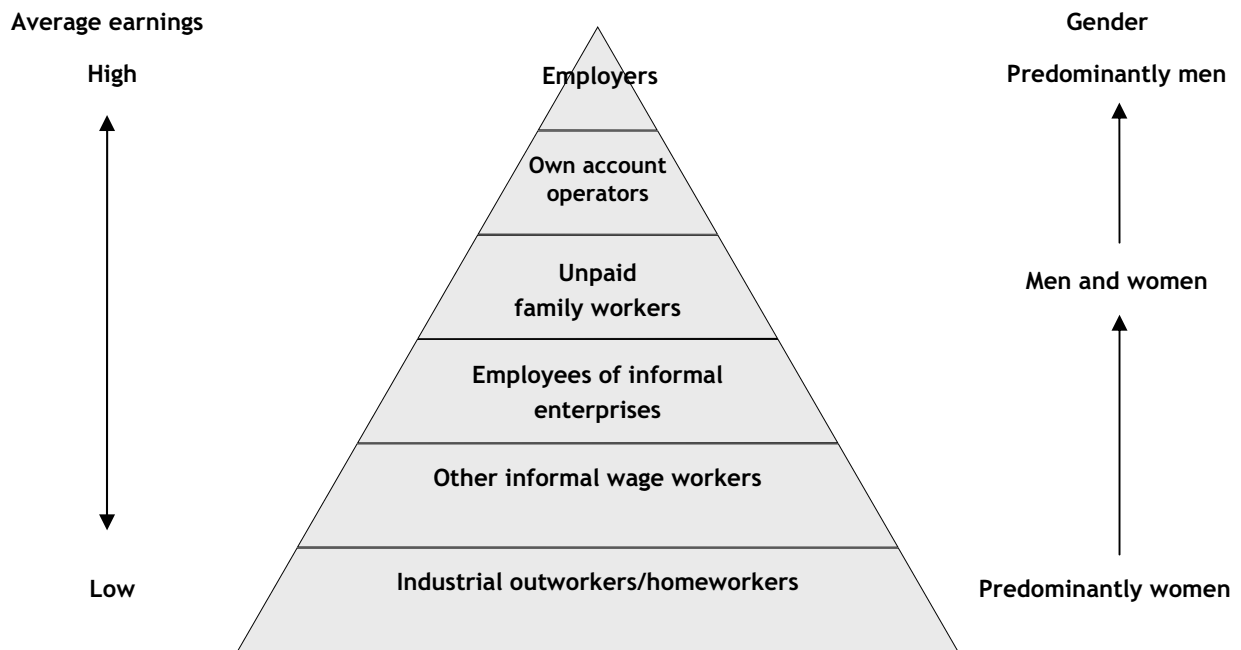 Average earnings
Gender
High
Employers
Predominantly men
Own account
operators
Unpaid
family workers
Men and women
Employees of informal
enterprises
Other informal wage workers
Low
Industrial outworkers/homeworkers
Predominantly women